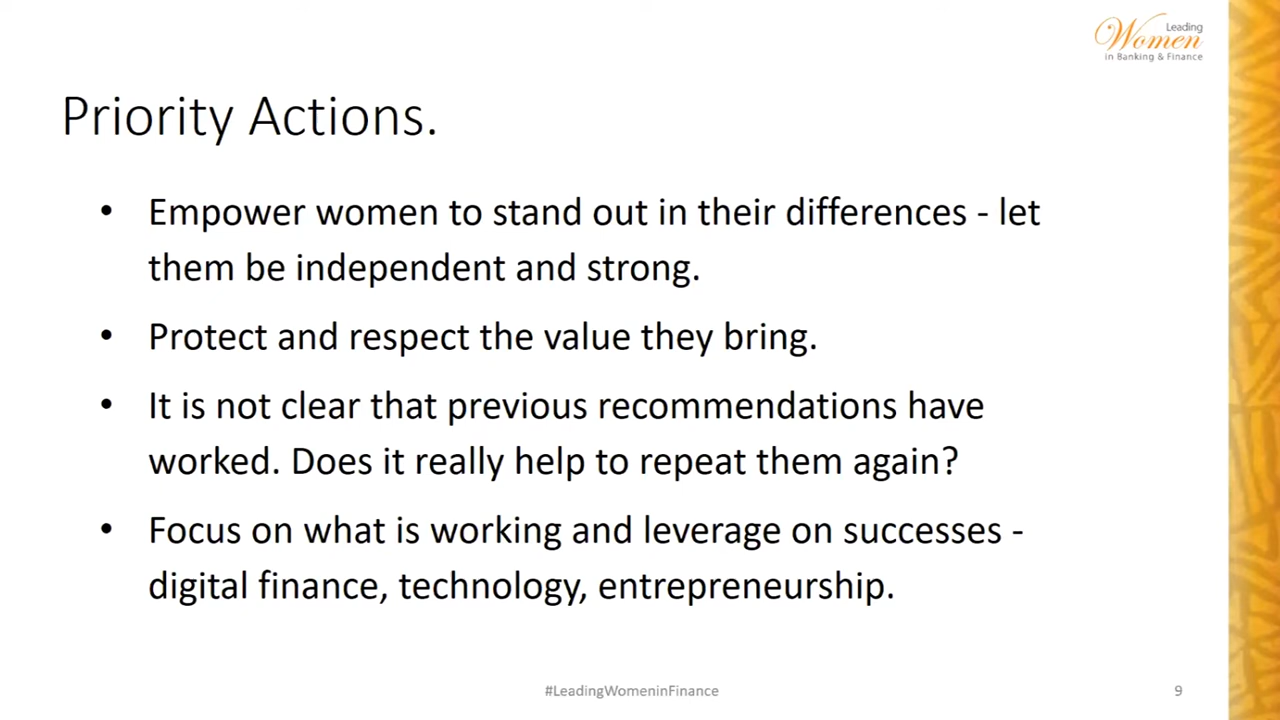 Leading
Women
in Banking & Finance
Priority Actions.
• Empower women to stand out in their differences - let
them be independent and strong.
• Protect and respect the value they bring.
• It is not clear that previous recommendations have
worked. Does it really help to repeat them again?
• Focus on what is working and leverage on successes -
digital finance, technology, entrepreneurship.
#LeadingWomeninFinance
9